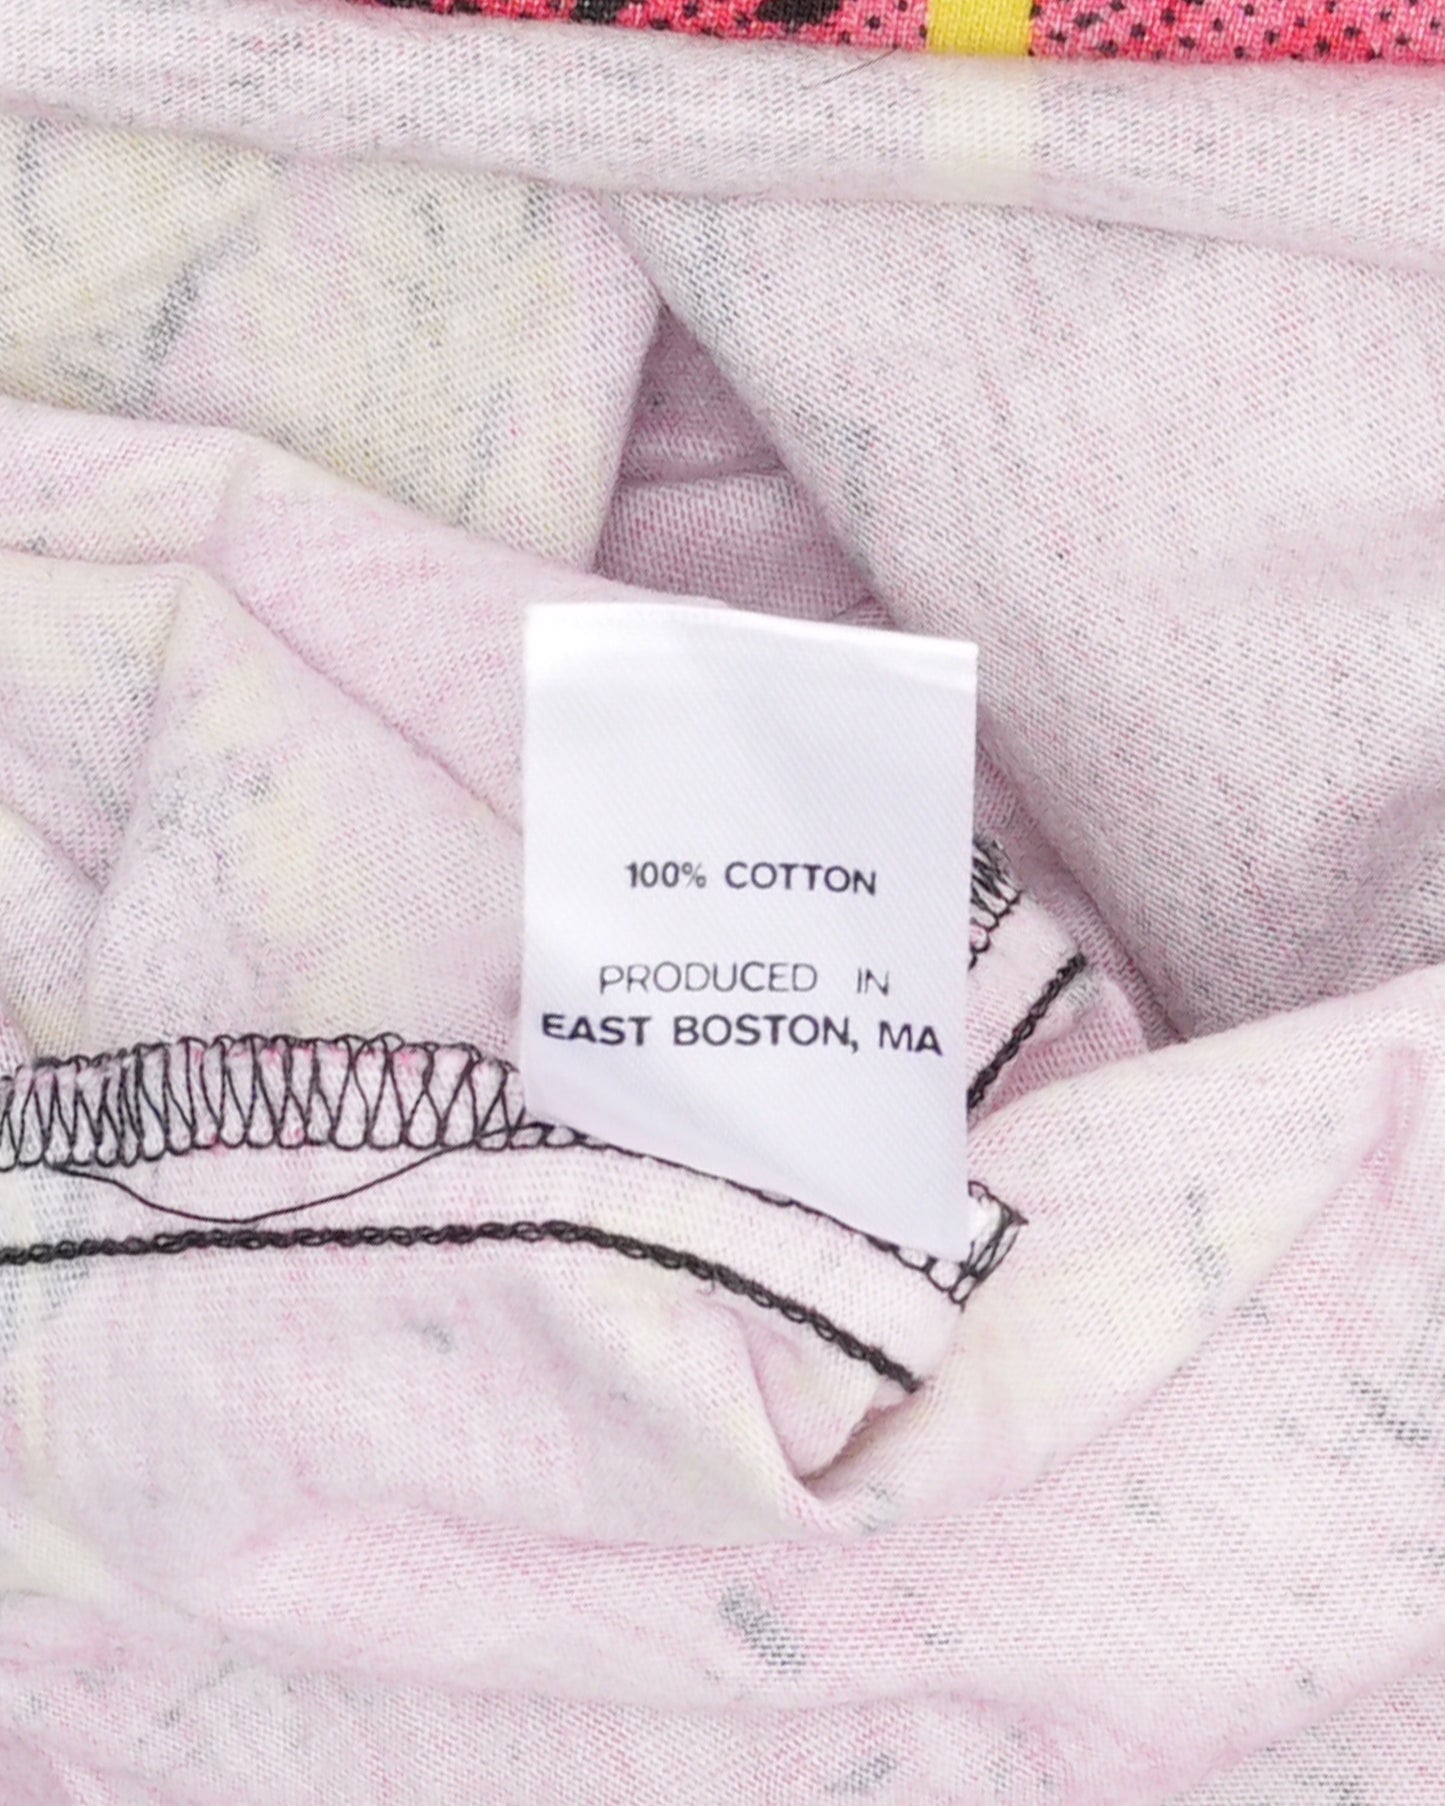 100% COTTON
PRODUCED IN
EAST BOSTON, MA